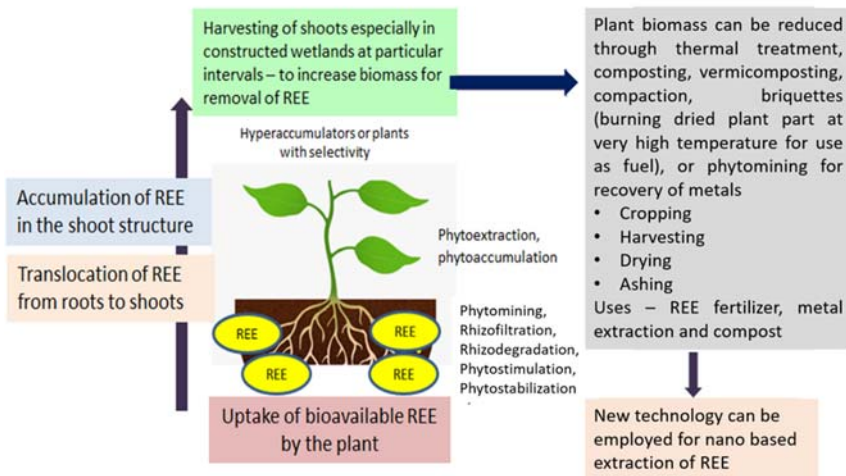 Harvesting of shoots especially in
constructed wetlands at particular
intervals – to increase biomass for
removal of REE
Hyperaccumulators or plants
with selectivity
Accumulation of REE
in the shoot structure
Translocation of REE
from roots to shoots
Phytoextraction,
phytoaccumulation
REE
REE
REE
REE
Phytomining,
Rhizofiltration,
Rhizodegradation,
Phytostimulation,
Phytostabilization
Uptake of bioavailable REE
by the plant
Plant biomass can be reduced
through thermal treatment,
composting, vermicomposting,
compaction, briquettes
(burning dried plant part at
very high temperature for use
as fuel), or phytomining for
recovery of metals
• Cropping
• Harvesting
• Drying
• Ashing
Uses – REE fertilizer, metal
extraction and compost
New technology can be
employed for nano based
extraction of REE